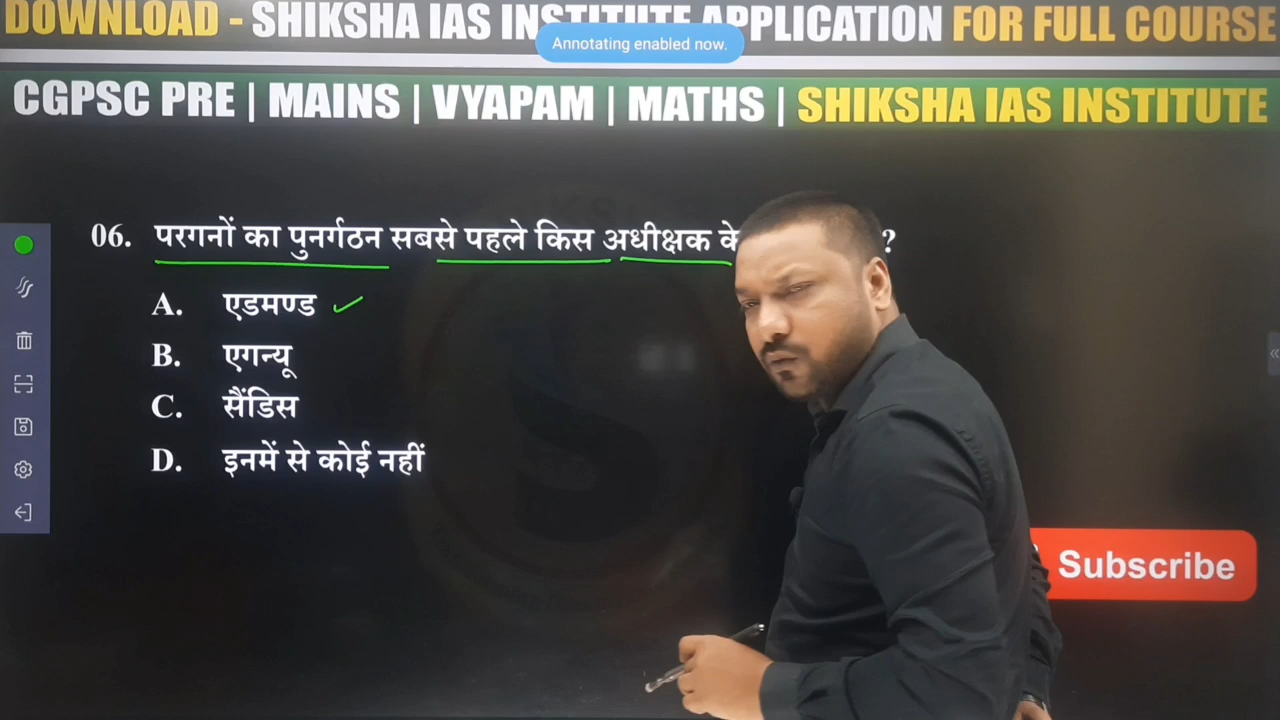 DOWNLOAD - SHIKSHA IAS INSTITUTE APPLICATION FOR FULL COURSE
Annotating enabled now.
CGPSC PRE | MAINS | VYAPAM | MATHS | SHIKSHA IAS INSTITUTE
06. परगनों का पुनर्गठन सबसे पहले किस अधीक्षक के ?
A. एडमण्ड
B. एगन्यू
C. सैंडिस
D. इनमें से कोई नहीं
Subscribe